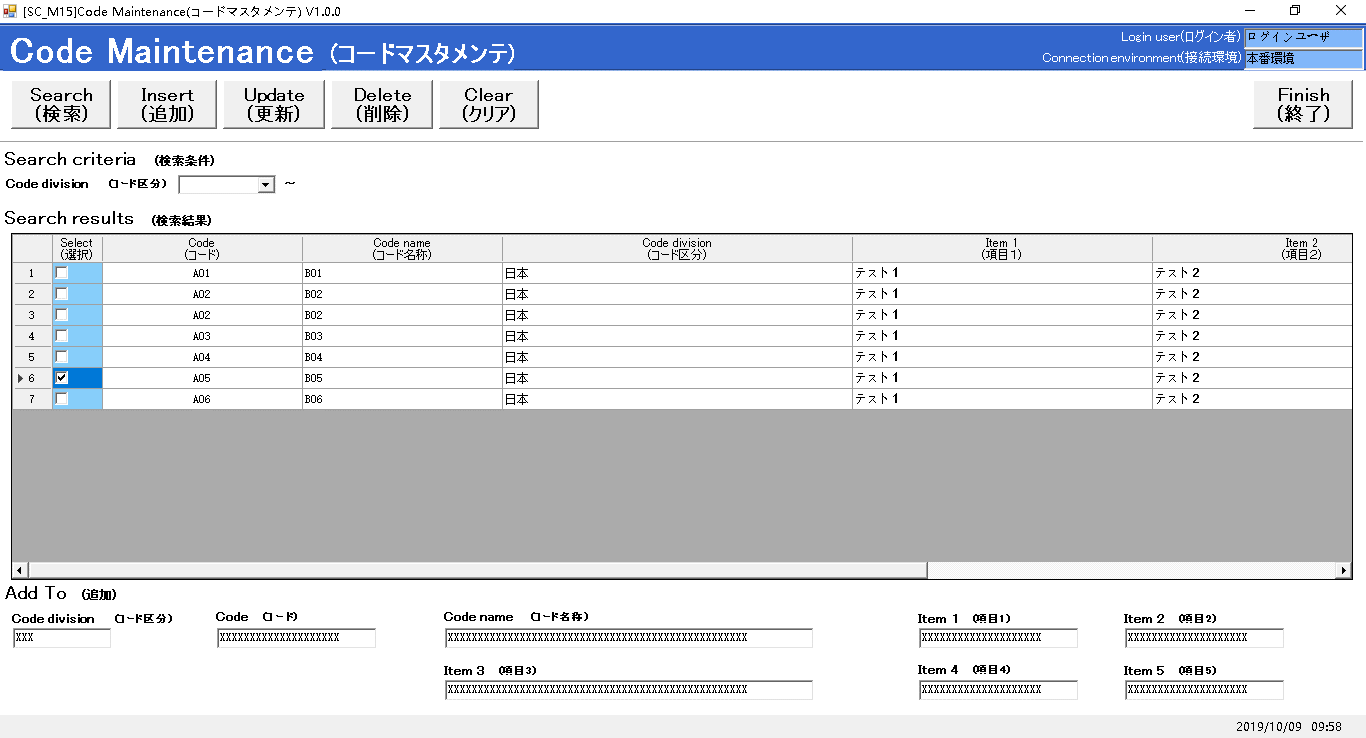 [SC_M15]Code Maintenance(コードマスタメンテ) V1.0.0
Code Maintenance (コードマスタメンテ)
Login user(ログイン者) ログインユーザ
Connection environment(接続環境) 本番環境
Search Insert Update Delete Clear Finish
(検索) (追加) (更新) (削除) (クリア) (終了)
Search criteria (検索条件)
Code division (コード区分) ～
Search results (検索結果)
Select Code Code name Code division Item 1 Item 2
(選択) (コード) (コード名称) (コード区分) (項目1) (項目2)
1 A01 B01 日本 テスト1 テスト2
2 A02 B02 日本 テスト1 テスト2
3 A02 B02 日本 テスト1 テスト2
4 A03 B03 日本 テスト1 テスト2
5 A04 B04 日本 テスト1 テスト2
6 A05 B05 日本 テスト1 テスト2
7 A06 B06 日本 テスト1 テスト2
Add To (追加)
Code division (コード区分) Code (コード) Code name (コード名称) Item 1 (項目1) Item 2 (項目2)
XXX XXXXXXXXXXXXXXXXXXXX XXXXXXXXXXXXXXXXXXXXXXXXXXXXXXXXXXXXXXXXXXXXXXXXXX XXXXXXXXXXXXXXXXXXXX XXXXXXXXXXXXXXXXXXXX
Item 3 (項目3) Item 4 (項目4) Item 5 (項目5)
XXXXXXXXXXXXXXXXXXXXXXXXXXXXXXXXXXXXXXXXXXXXXXXXXX XXXXXXXXXXXXXXXXXXXX XXXXXXXXXXXXXXXXXXXX
2019/10/09 09:58